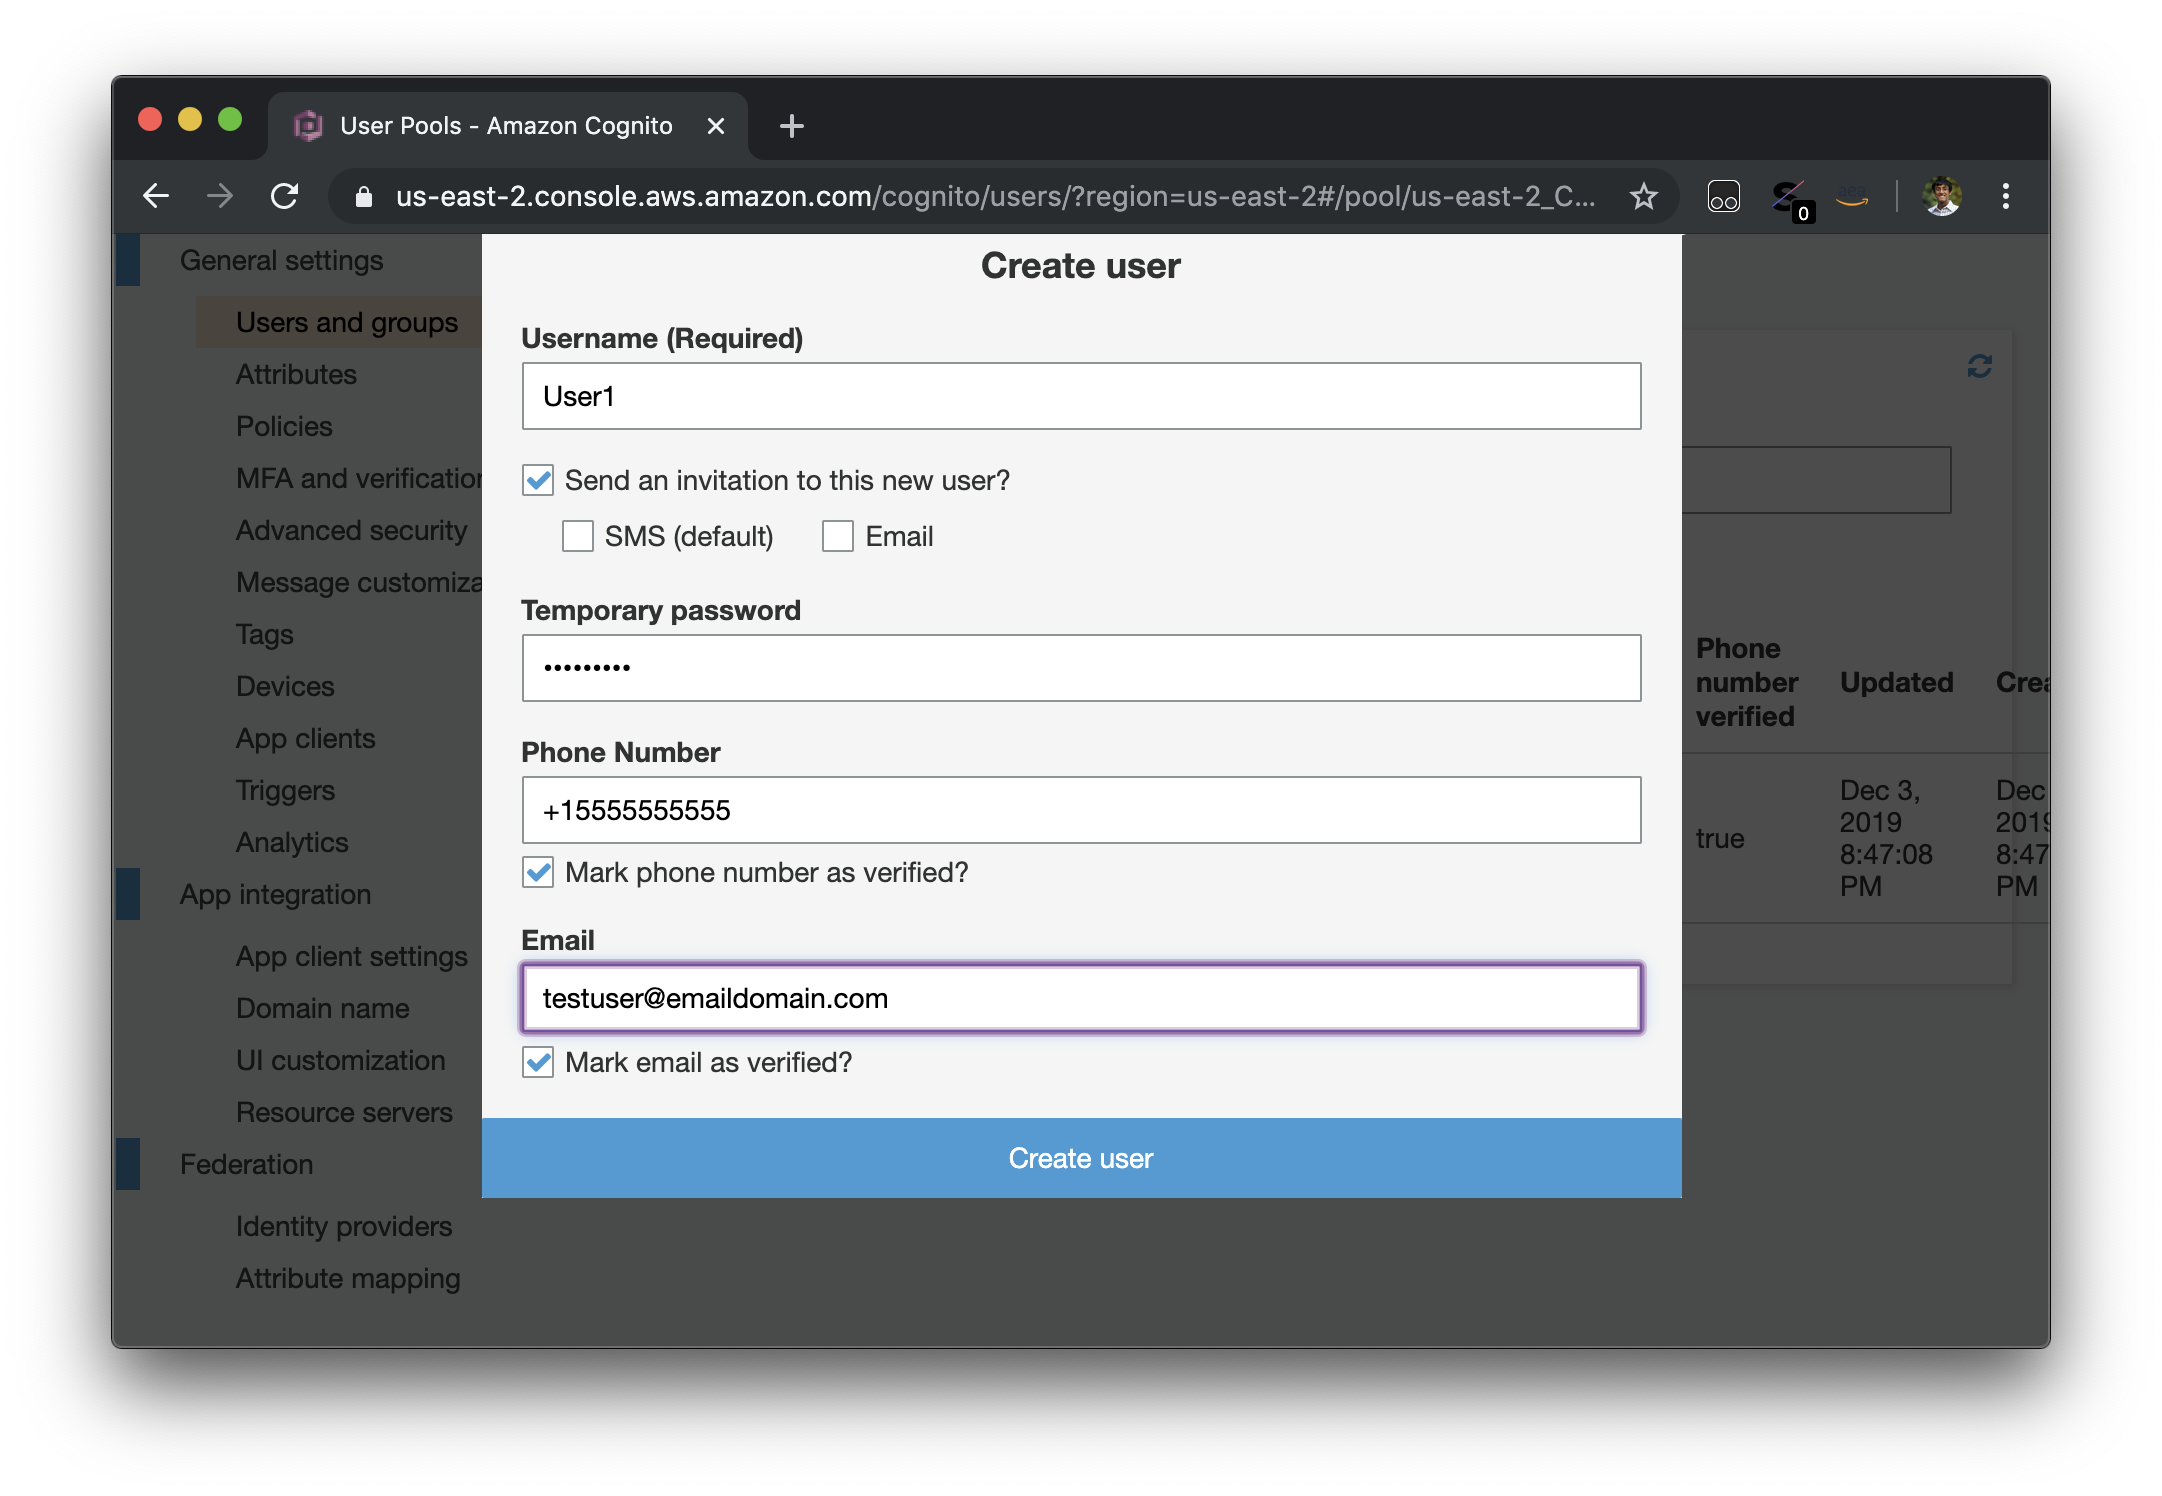 User Pools - Amazon Cognito
us-east-2.console.aws.amazon.com/cognito/users/?region=us-east-2#/pool/us-east-2_C...
0
General settings
Users and groups
Attributes
Policies
MFA and verification
Advanced security
Message customiza
Tags
Devices
App clients
Triggers
Analytics
App integration
App client settings
Domain name
UI customization
Resource servers
Federation
Identity providers
Attribute mapping
Create user
Username (Required)
User1
Send an invitation to this new user?
SMS (default) Email
Temporary password
•••••••••
Phone Number
+15555555555
Mark phone number as verified?
Email
testuser@emaildomain.com
Mark email as verified?
Create user
Phone
number
verified
Updated
Crea
true
Dec 3,
2019
8:47:08
PM
Dec
2019
8:47
PM